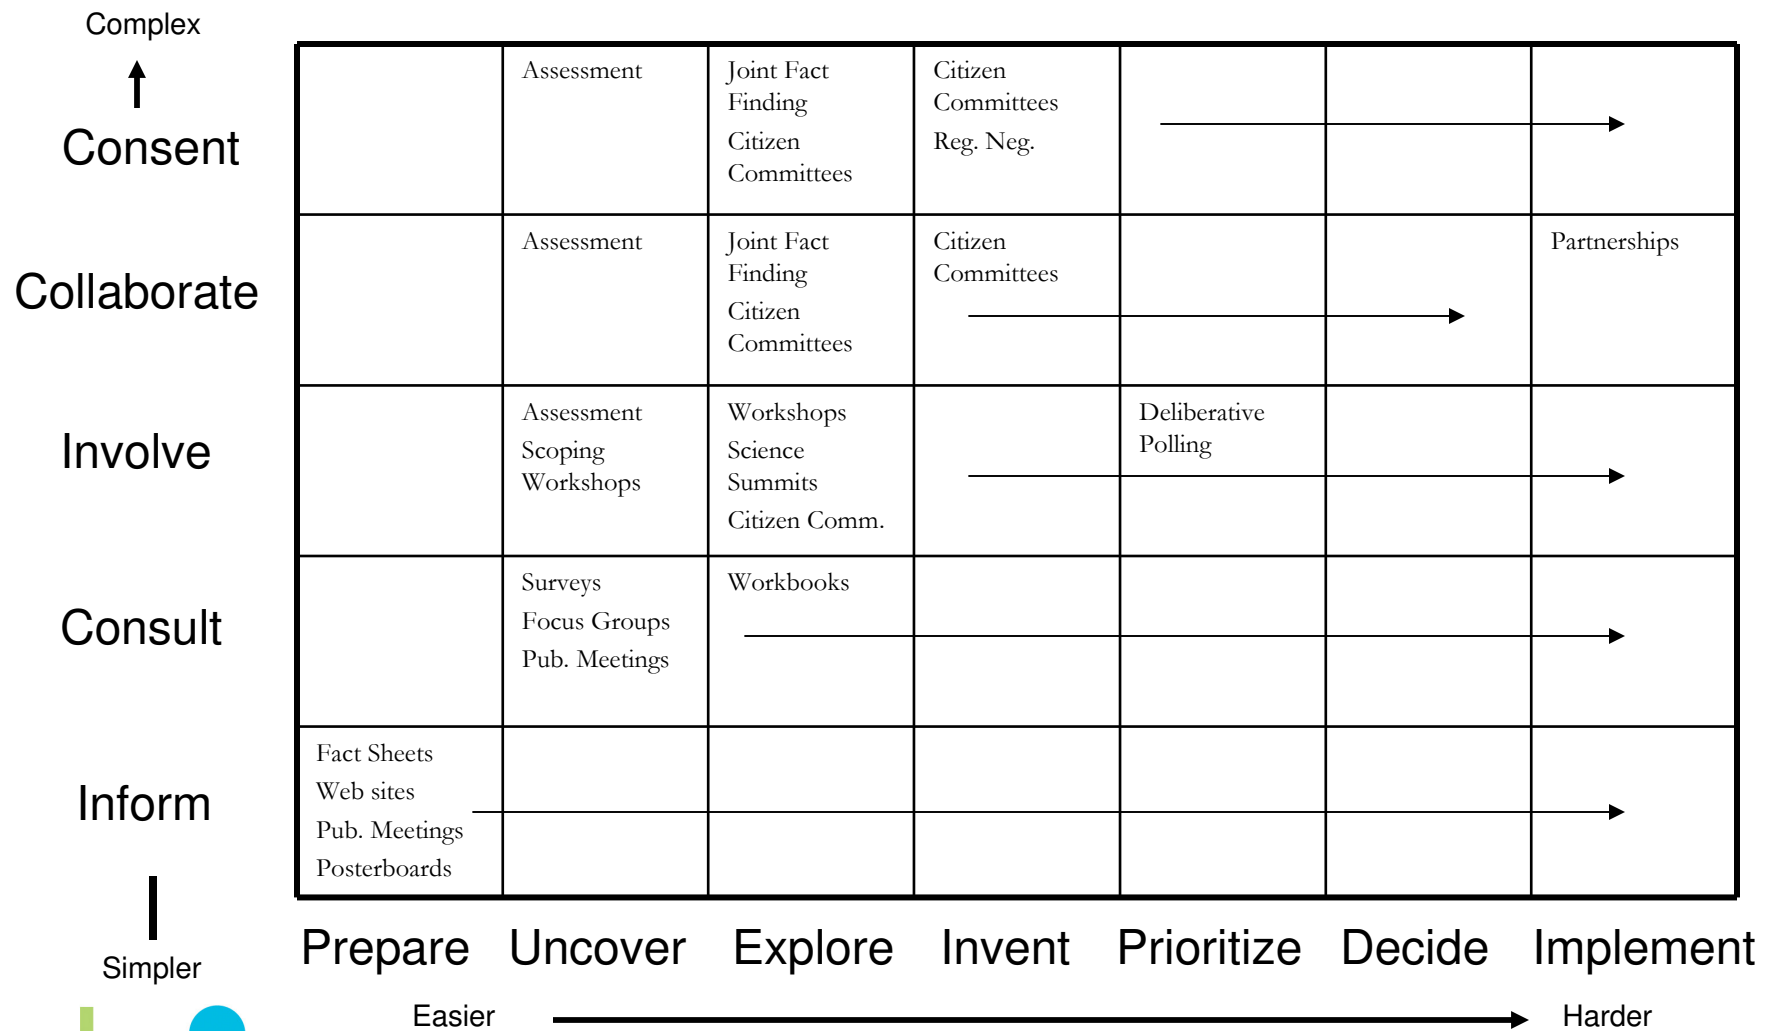 Complex
Consent
Assessment
Joint Fact
Finding
Citizen
Committees
Citizen
Committees
Reg. Neg.
Collaborate
Assessment
Joint Fact
Finding
Citizen
Committees
Citizen
Committees
Partnerships
Involve
Assessment
Scoping
Workshops
Workshops
Science
Summits
Citizen Comm.
Deliberative
Polling
Consult
Surveys
Focus Groups
Pub. Meetings
Workbooks
Inform
Fact Sheets
Web sites
Pub. Meetings
Posterboards
Simpler
Prepare
Uncover
Explore
Invent
Prioritize
Decide
Implement
Easier
Harder